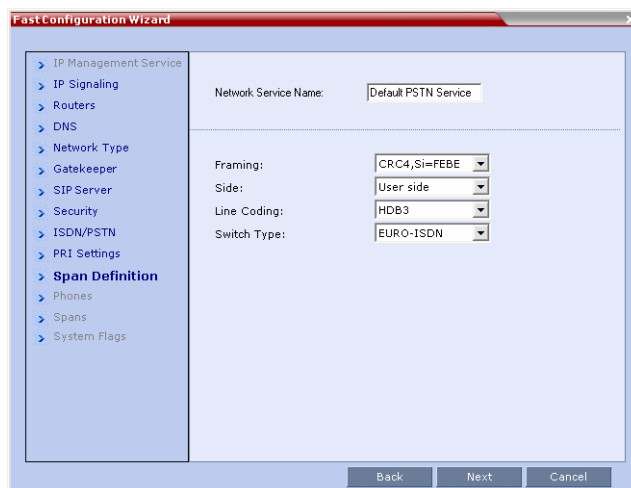 Fast Configuration Wizard
IP Management Service
IP Signaling
Routers
DNS
Network Type
Gatekeeper
SIP Server
Security
ISDN/PSTN
PRI Settings
Span Definition
Phones
Spans
System Flags
Network Service Name: Default PSTN Service
Framing: CRC4,Si=FEBE
Side: User side
Line Coding: HDB3
Switch Type: EURO-ISDN
Back Next Cancel